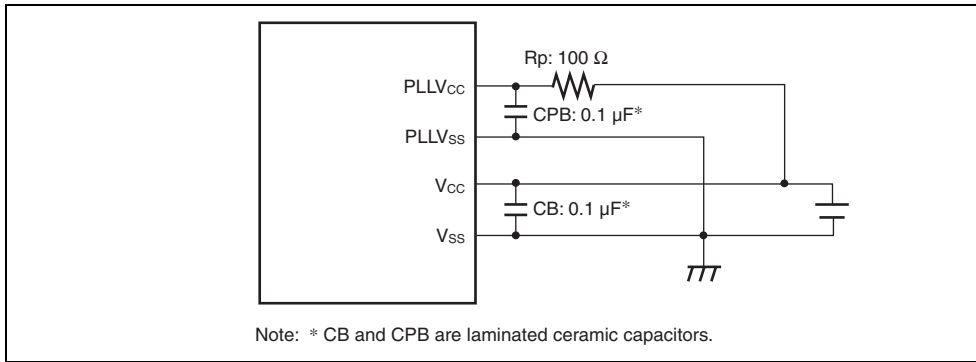 Rp: 100 Ω
PLLVCC
CPB: 0.1 µF*
PLLVSS
VCC
CB: 0.1 µF*
VSS
Note: * CB and CPB are laminated ceramic capacitors.